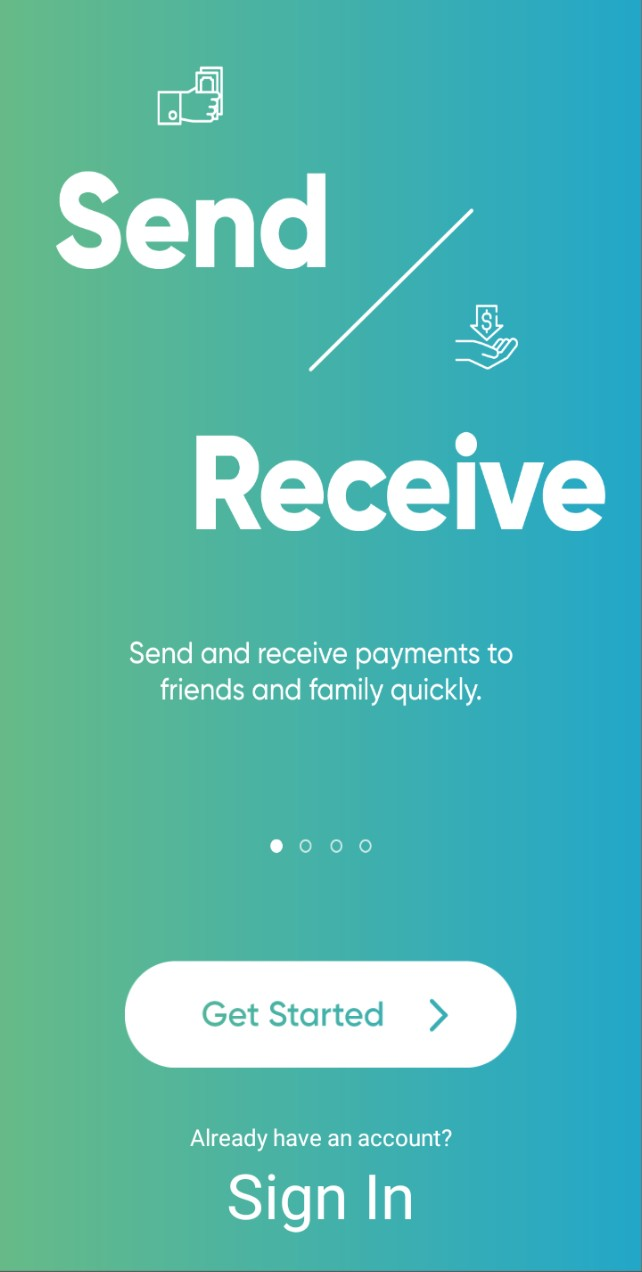 Send
Receive
Send and receive payments to
friends and family quickly.
Get Started
Already have an account?
Sign In